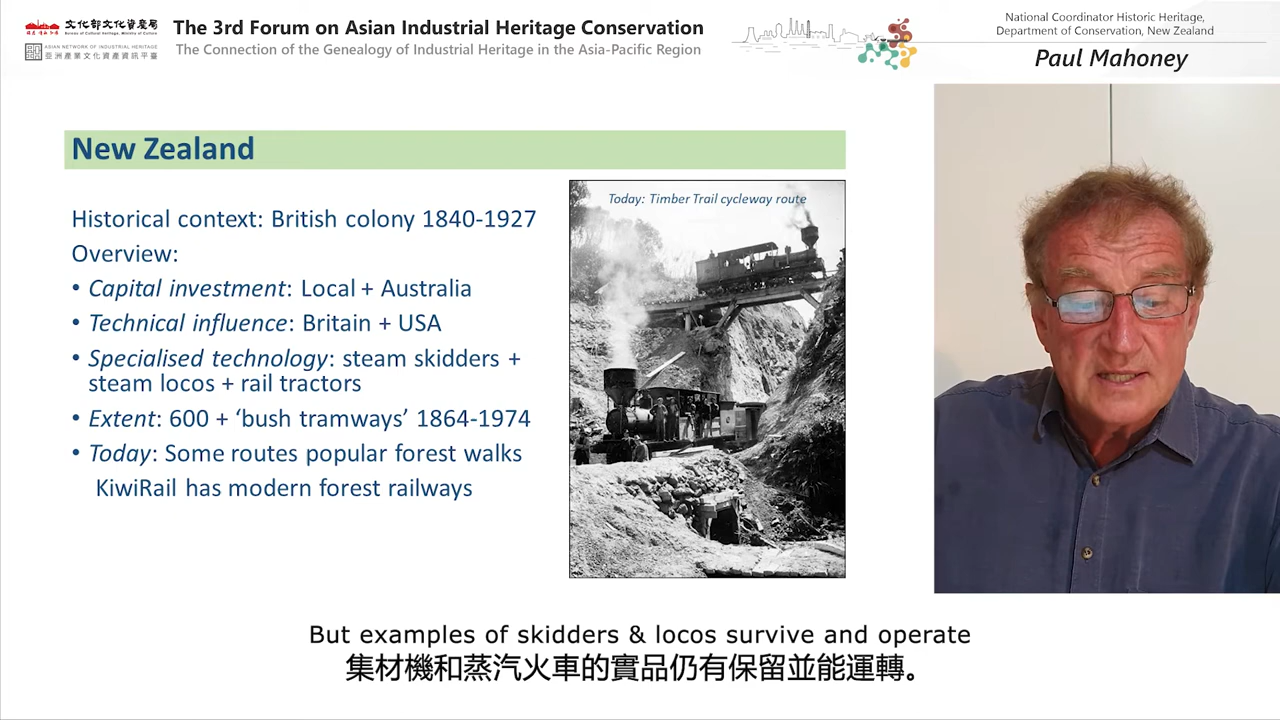 文化部文化資產局
Bureau of Cultural Heritage, Ministry of Culture
ASIAN NETWORK OF INDUSTRIAL HERITAGE
亞洲產業文化資產資訊平臺
The 3rd Forum on Asian Industrial Heritage Conservation
The Connection of the Genealogy of Industrial Heritage in the Asia-Pacific Region
National Coordinator Historic Heritage,
Department of Conservation, New Zealand
Paul Mahoney
New Zealand
Historical context: British colony 1840-1927
Overview:
• Capital investment: Local + Australia
• Technical influence: Britain + USA
• Specialised technology: steam skidders +
steam locos + rail tractors
• Extent: 600 + ‘bush tramways’ 1864-1974
• Today: Some routes popular forest walks
KiwiRail has modern forest railways
Today: Timber Trail cycleway route
But examples of skidders & locos survive and operate
集材機和蒸汽火車的實品仍有保留並能運轉。